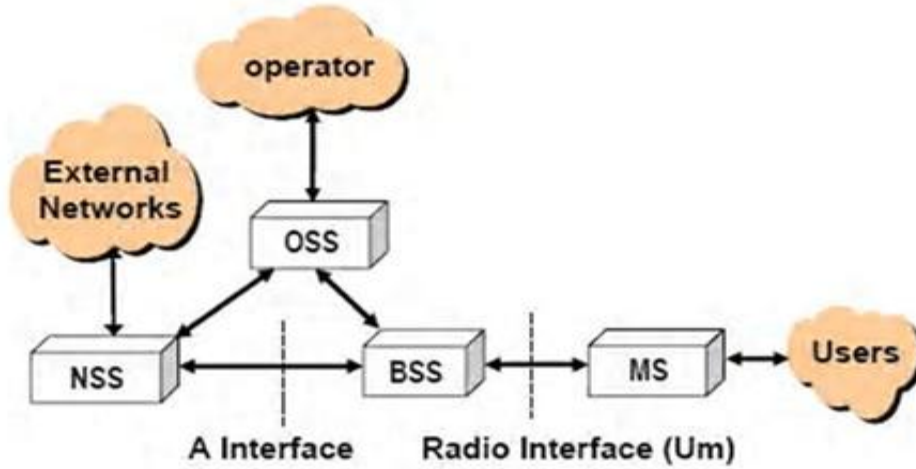 operator
External
Networks
OSS
NSS
BSS
MS
Users
A Interface
Radio Interface (Um)